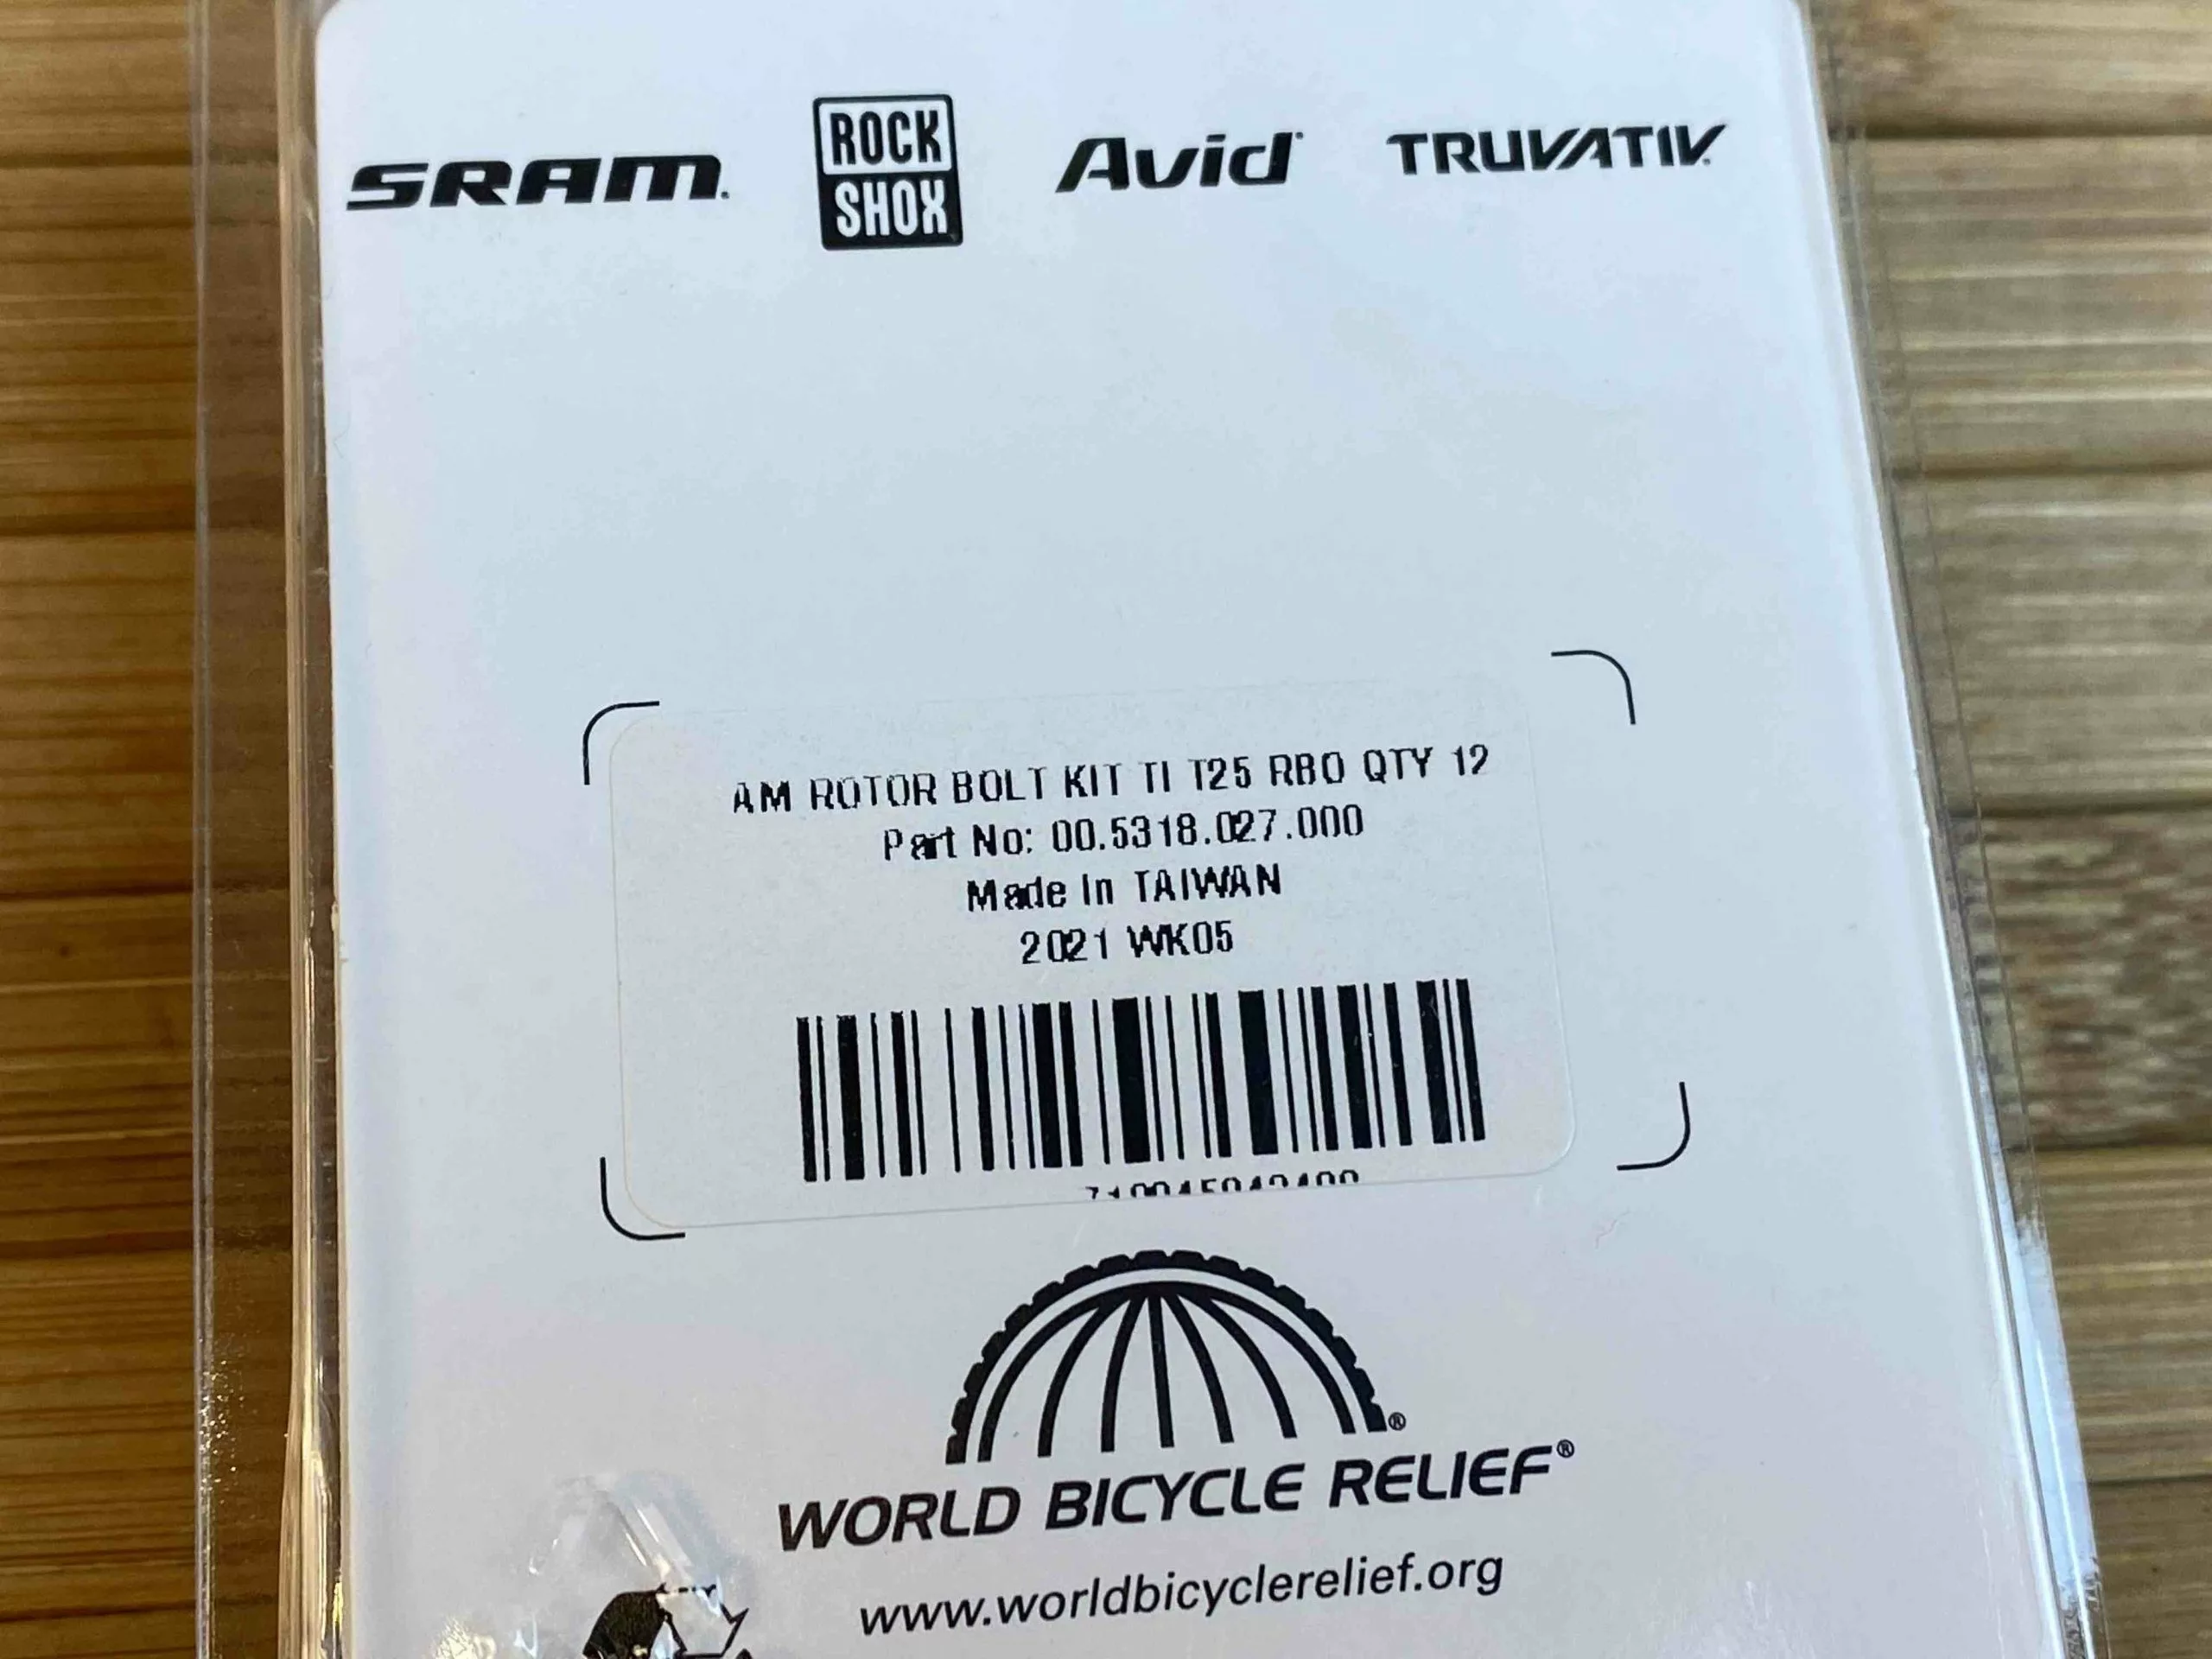 SRAM.
ROCK
SHOX
Avid
TRUVATIV.
AM ROTOR BOLT KIT TI T25 RBO QTY 12
Part No: 00.5318.027.000
Made In TAIWAN
2021 WK05
WORLD BICYCLE RELIEF®
www.worldbicyclerelief.org